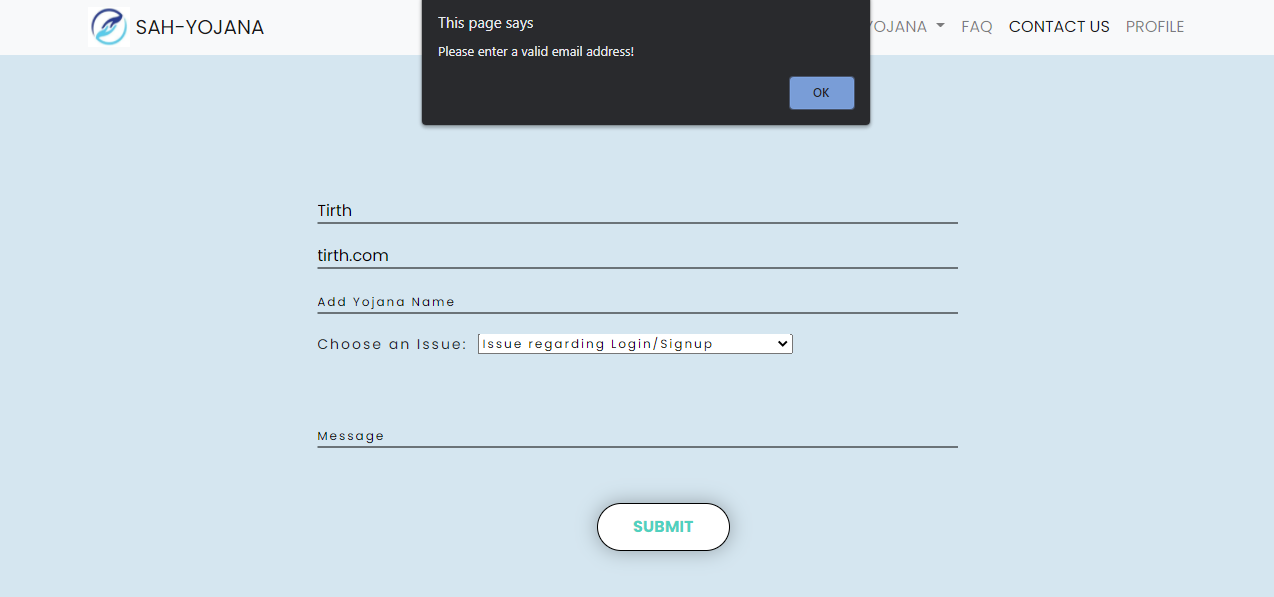 SAH-YOJANA
This page says
Please enter a valid email address!
OK
YOJANA FAQ CONTACT US PROFILE
Tirth
tirth.com
Add Yojana Name
Choose an Issue: Issue regarding Login/Signup
Message
SUBMIT